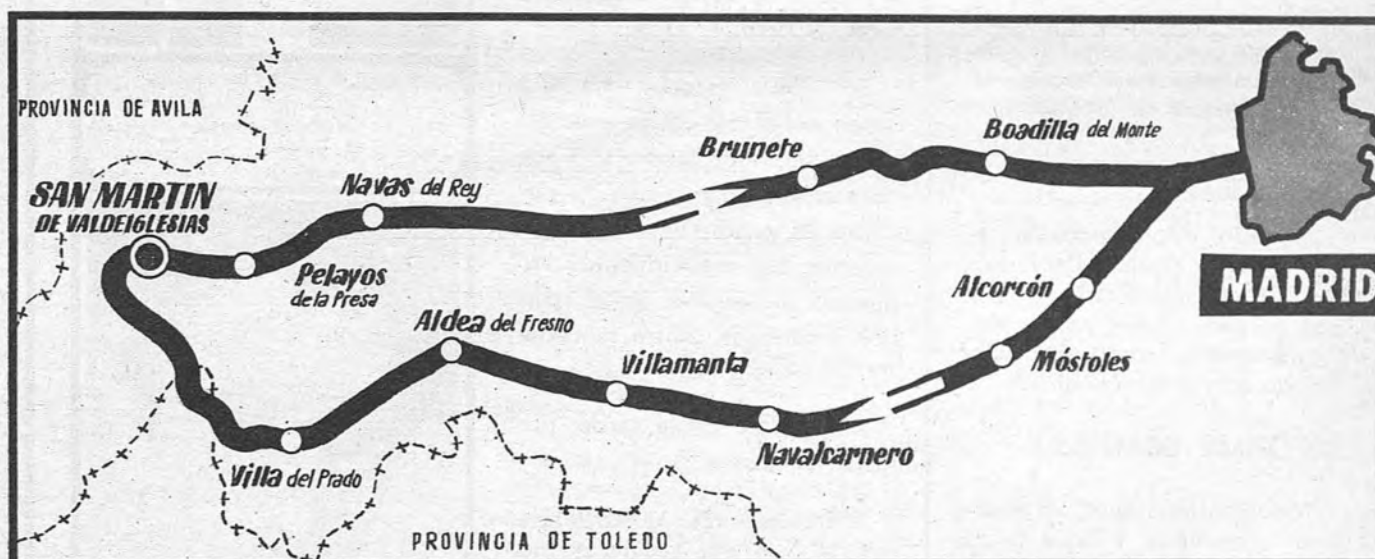 PROVINCIA DE AVILA
SAN MARTIN
DE VALDEIGLESIAS
Navas del Rey
Brunete
Boadilla del Monte
Pelayos
de la Presa
Aldea del Fresno
Villamanta
Alcorcón
MADRID
Móstoles
Navalcarnero
Villa del Prado
PROVINCIA DE TOLEDO